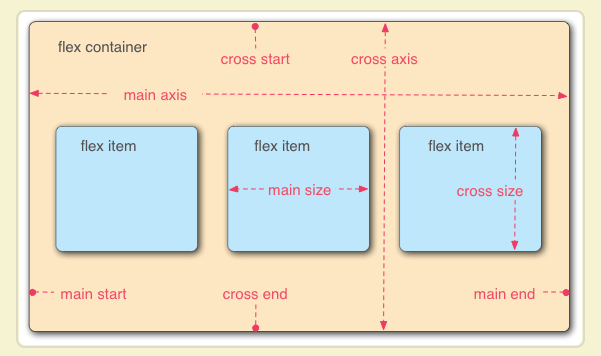 flex container
cross start
cross axis
main axis
flex item
flex item
flex item
main size
cross size
main start
cross end
main end